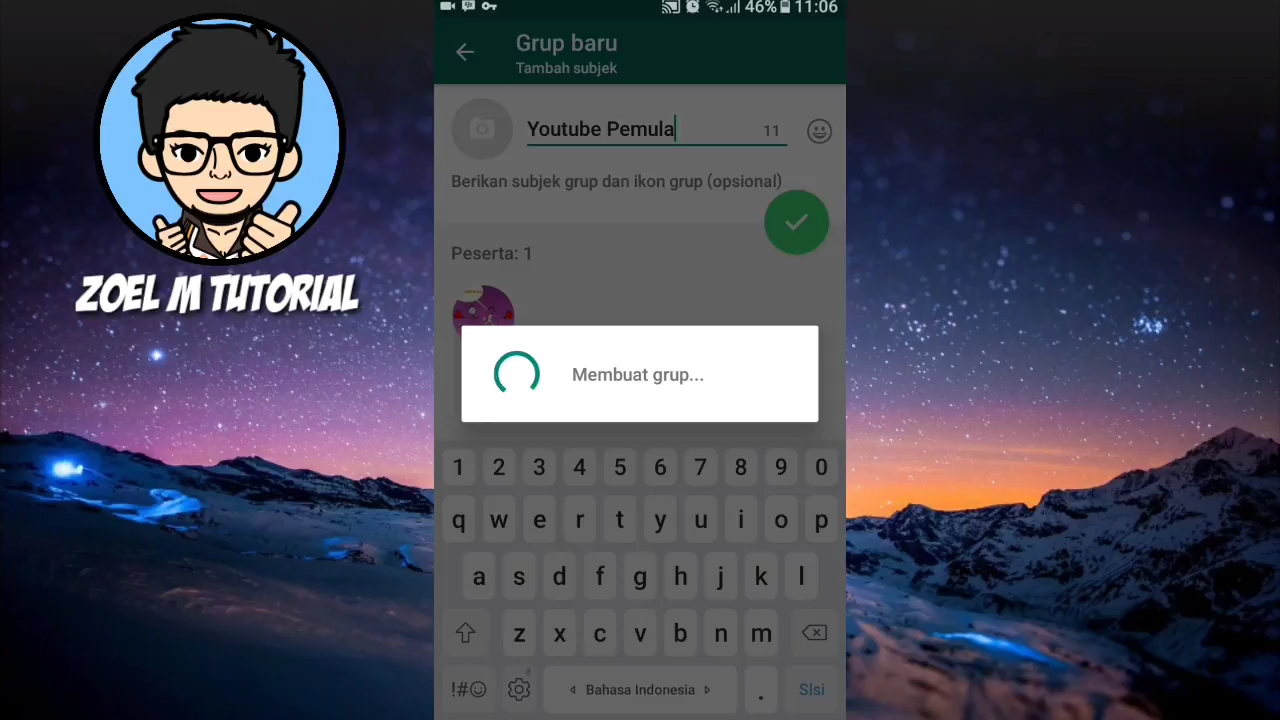 46% 11:06
Grup baru
Tambah subjek
Youtube Pemula 11
Berikan subjek grup dan ikon grup (opsional)
Peserta: 1
Membuat grup...
1 2 3 4 5 6 7 8 9 0
q w e r t y u i o p
a s d f g h j k l
z x c v b n m
!#☺ Bahasa Indonesia . SIsi
ZOEL M TUTORIAL